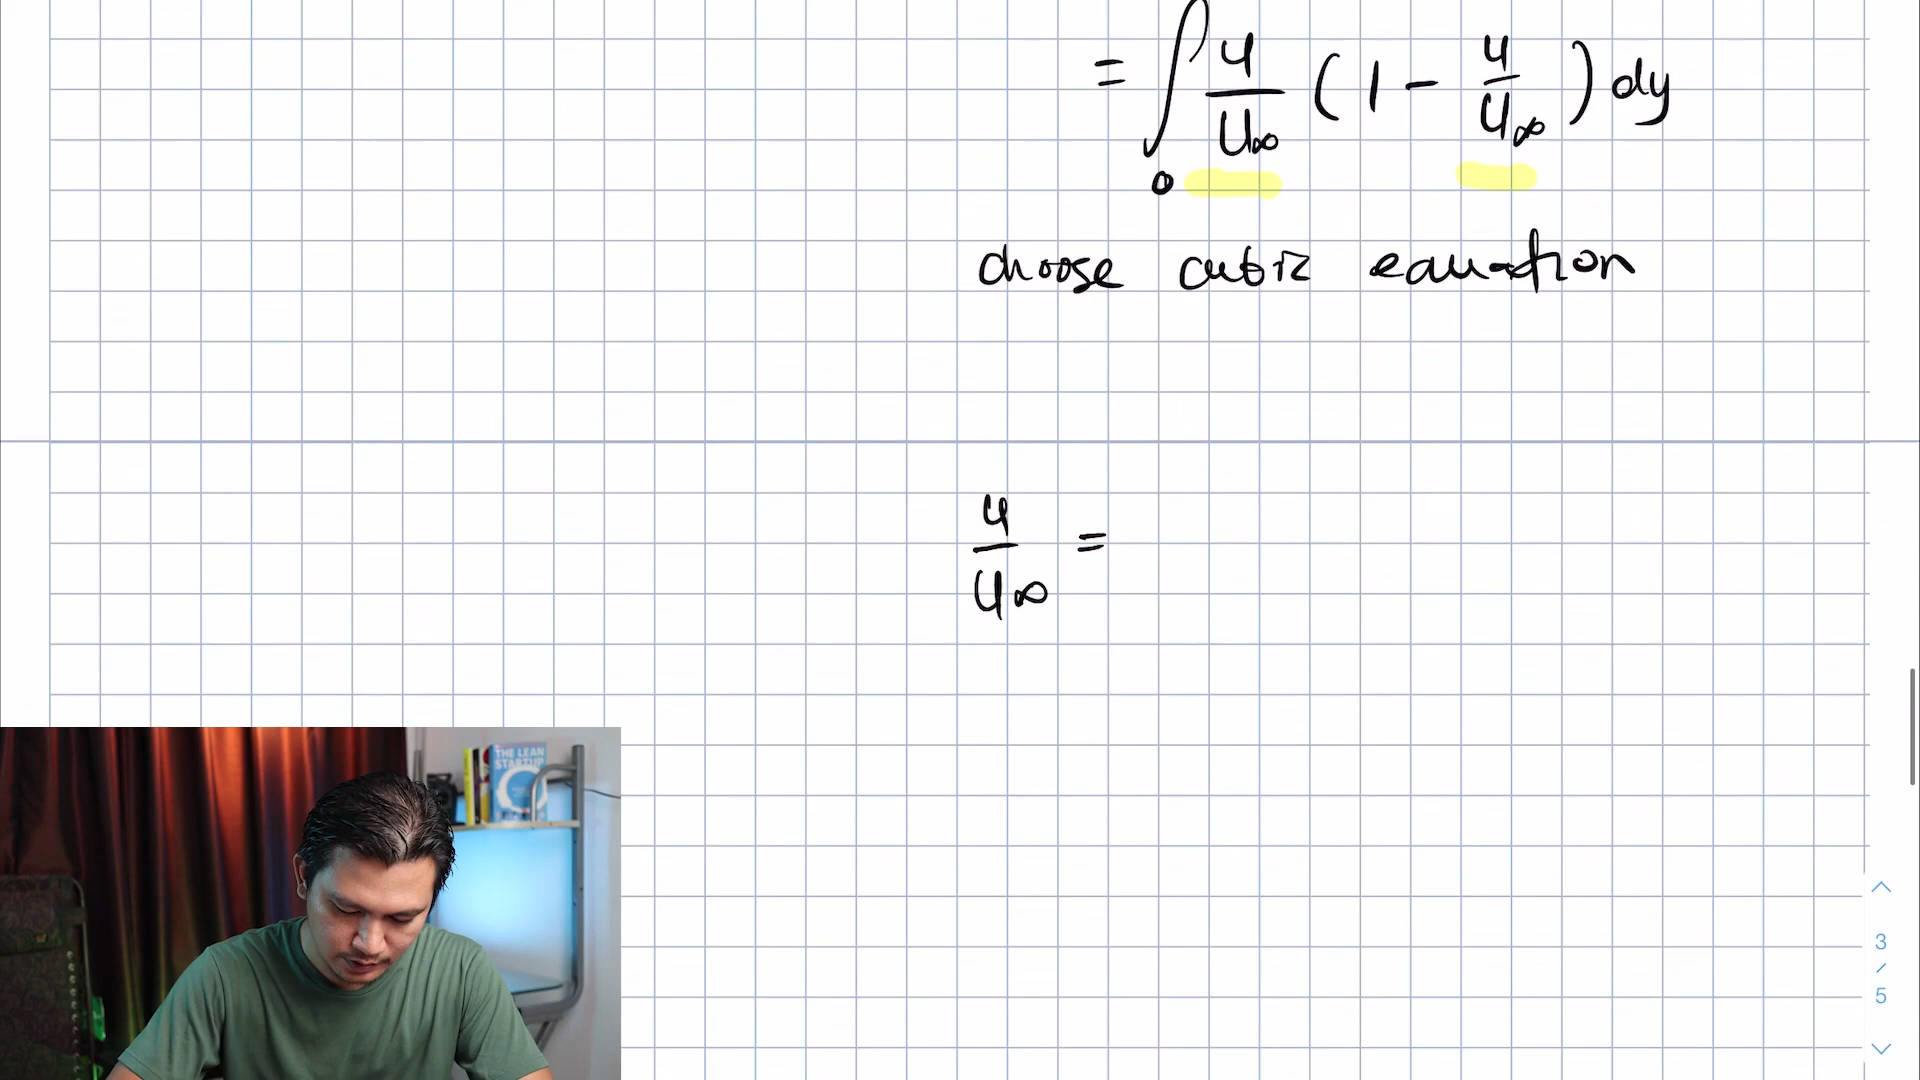 = ∫ u/u∞ (1 - u/u∞) dy
0
choose cubic equation
u/u∞ =
THE LEAN
STARTUP
3
/
5